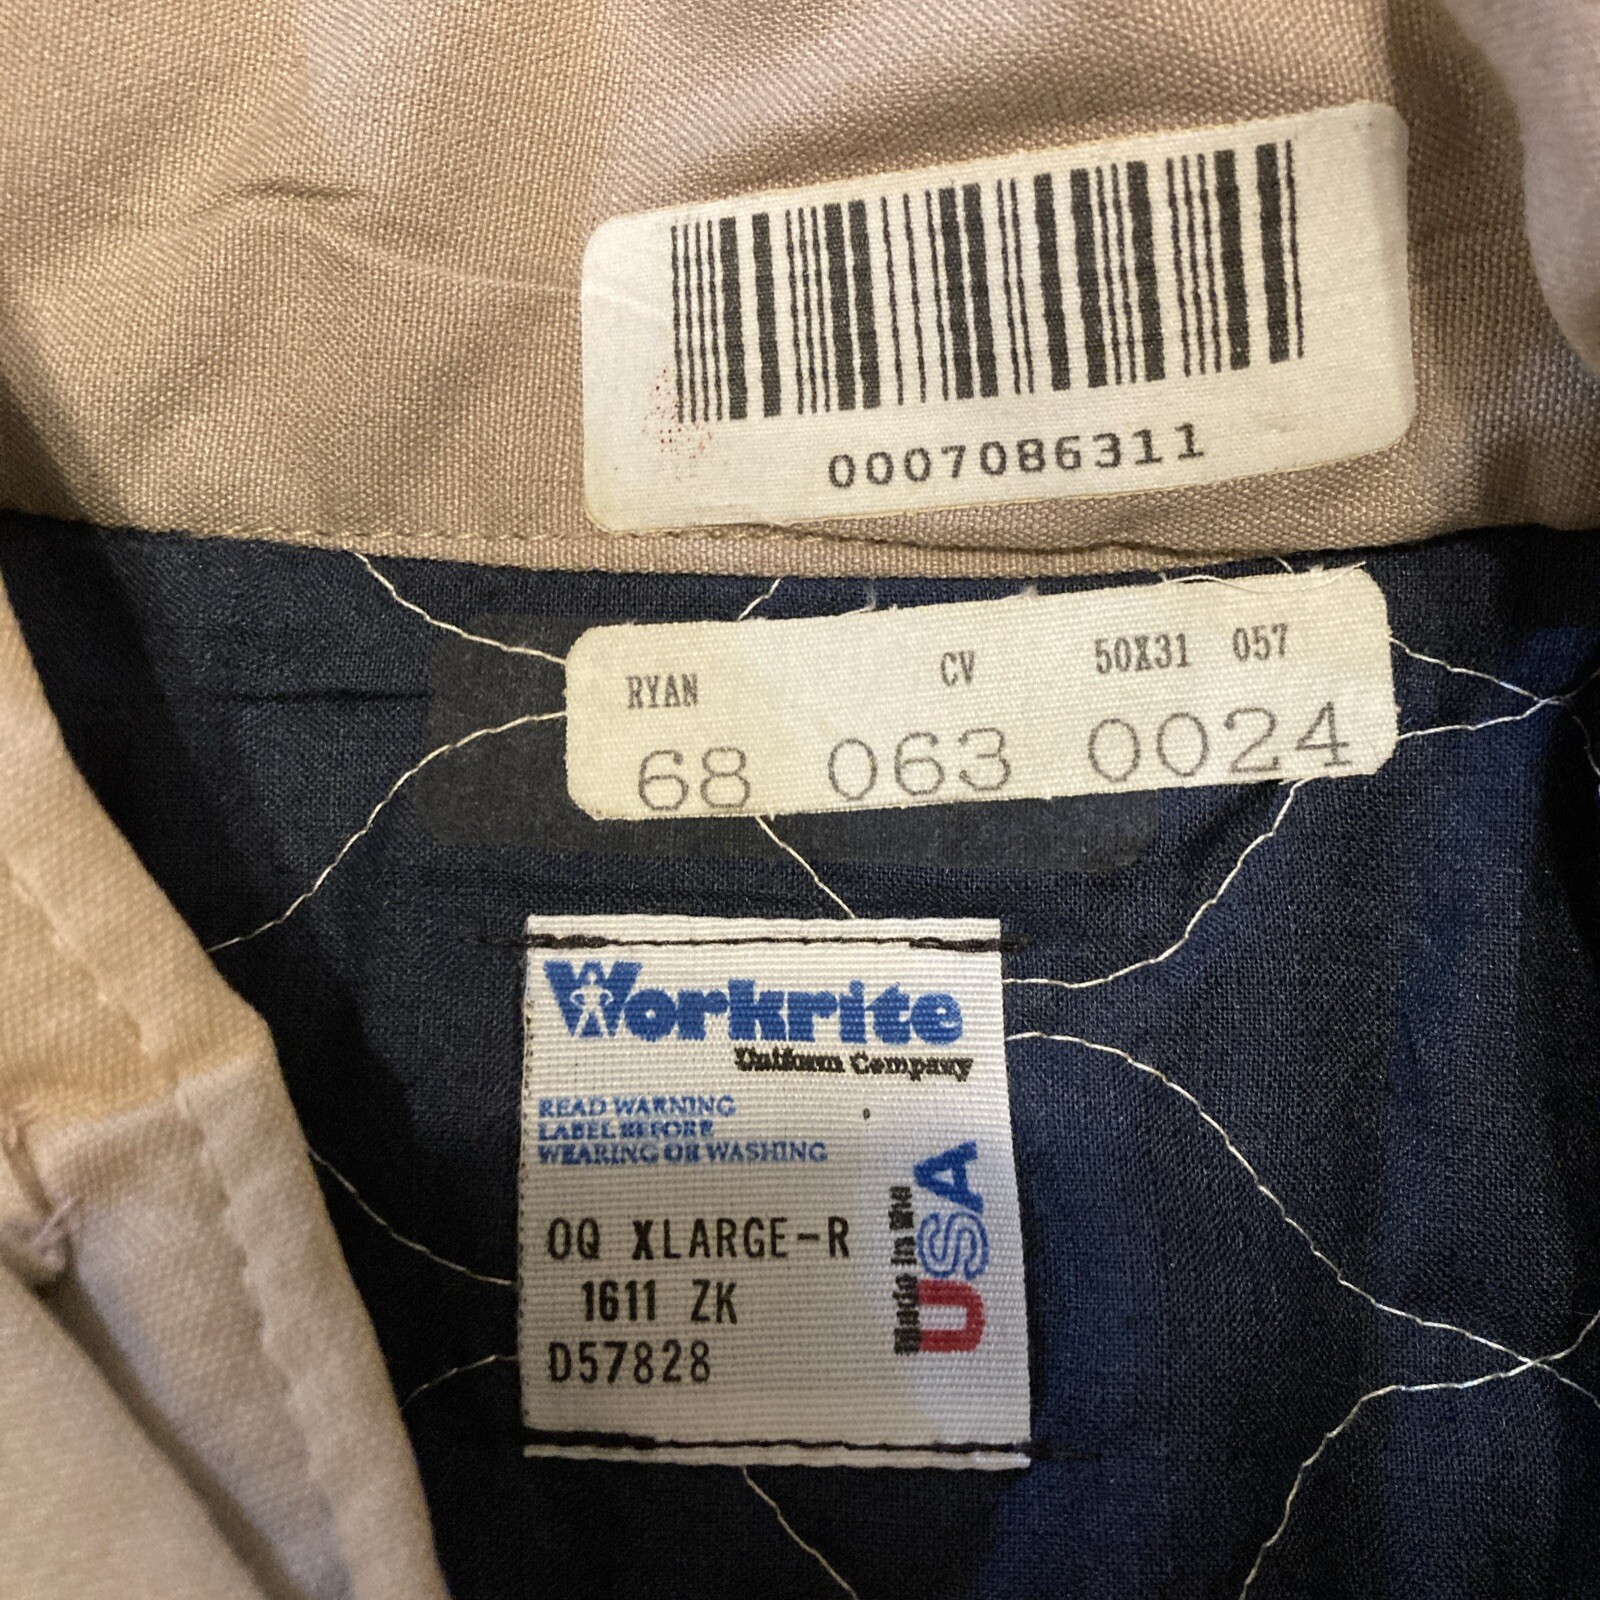 0007086311
RYAN CV 50X31 057
68 063 0024
Workrite
Uniform Company
READ WARNING
LABEL BEFORE
WEARING OR WASHING
Made in the
USA
OQ XLARGE-R
1611 ZK
D57828